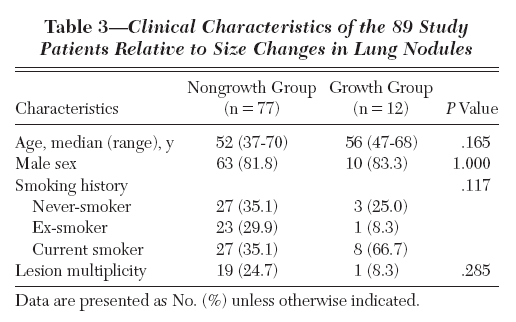 Table 3—Clinical Characteristics of the 89 Study
Patients Relative to Size Changes in Lung Nodules
Nongrowth Group Growth Group
Characteristics (n = 77) (n = 12) P Value
Age, median (range), y 52 (37-70) 56 (47-68) .165
Male sex 63 (81.8) 10 (83.3) 1.000
Smoking history .117
Never-smoker 27 (35.1) 3 (25.0)
Ex-smoker 23 (29.9) 1 (8.3)
Current smoker 27 (35.1) 8 (66.7)
Lesion multiplicity 19 (24.7) 1 (8.3) .285
Data are presented as No. (%) unless otherwise indicated.